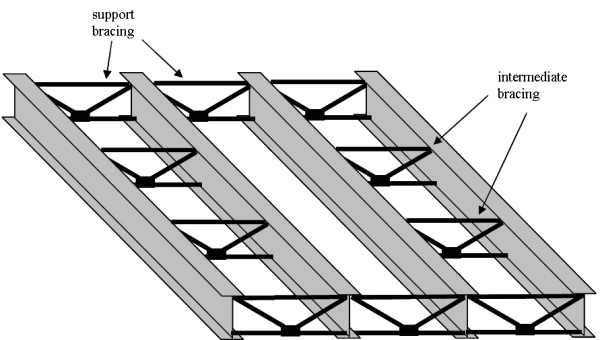 support
bracing
intermediate
bracing